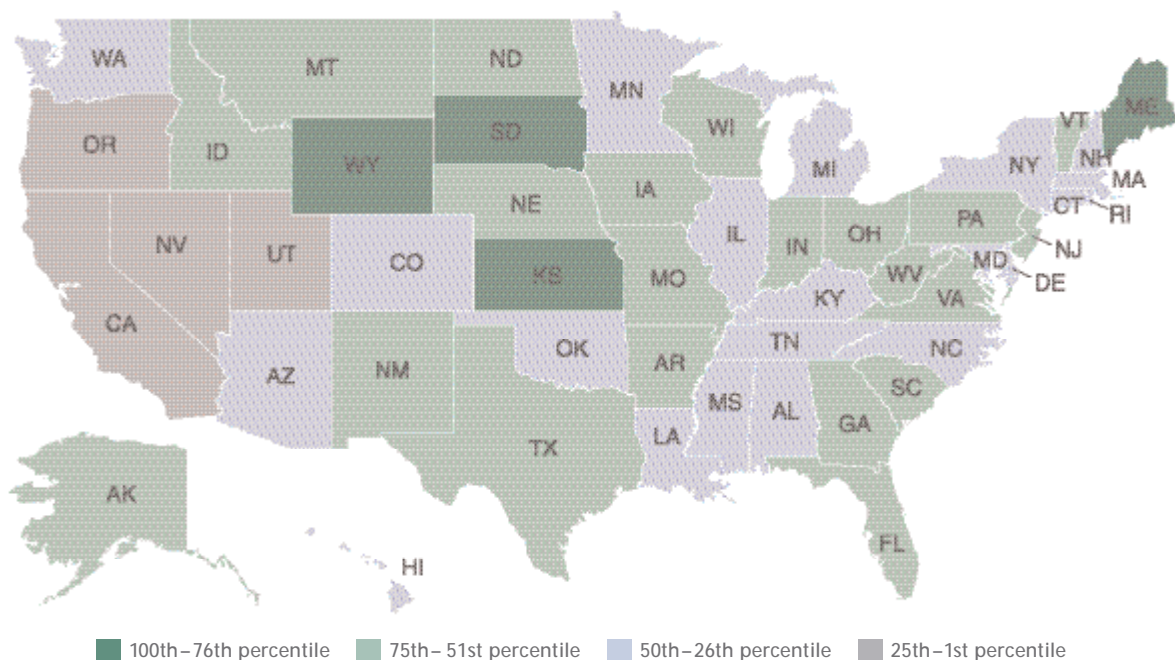 WA
MT
ND
MN
OR
ID
WY
SD
WI
MI
VT
ME
NH
NY
MA
CT
RI
NV
UT
CO
NE
IA
IL
IN
OH
PA
NJ
MD
DE
CA
KS
MO
WV
VA
KY
AZ
NM
OK
AR
TN
NC
SC
MS
AL
GA
LA
TX
AK
FL
HI
100th–76th percentile
75th–51st percentile
50th–26th percentile
25th–1st percentile